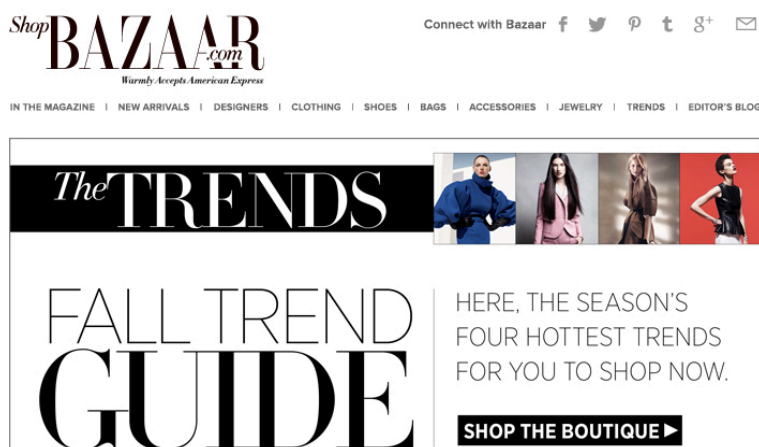 Shop BAZAAR.com
Warmly Accepts American Express
Connect with Bazaar
IN THE MAGAZINE | NEW ARRIVALS | DESIGNERS | CLOTHING | SHOES | BAGS | ACCESSORIES | JEWELRY | TRENDS | EDITOR'S BLOG
The TRENDS
FALL TREND
GUIDE
HERE, THE SEASON'S
FOUR HOTTEST TRENDS
FOR YOU TO SHOP NOW.
SHOP THE BOUTIQUE